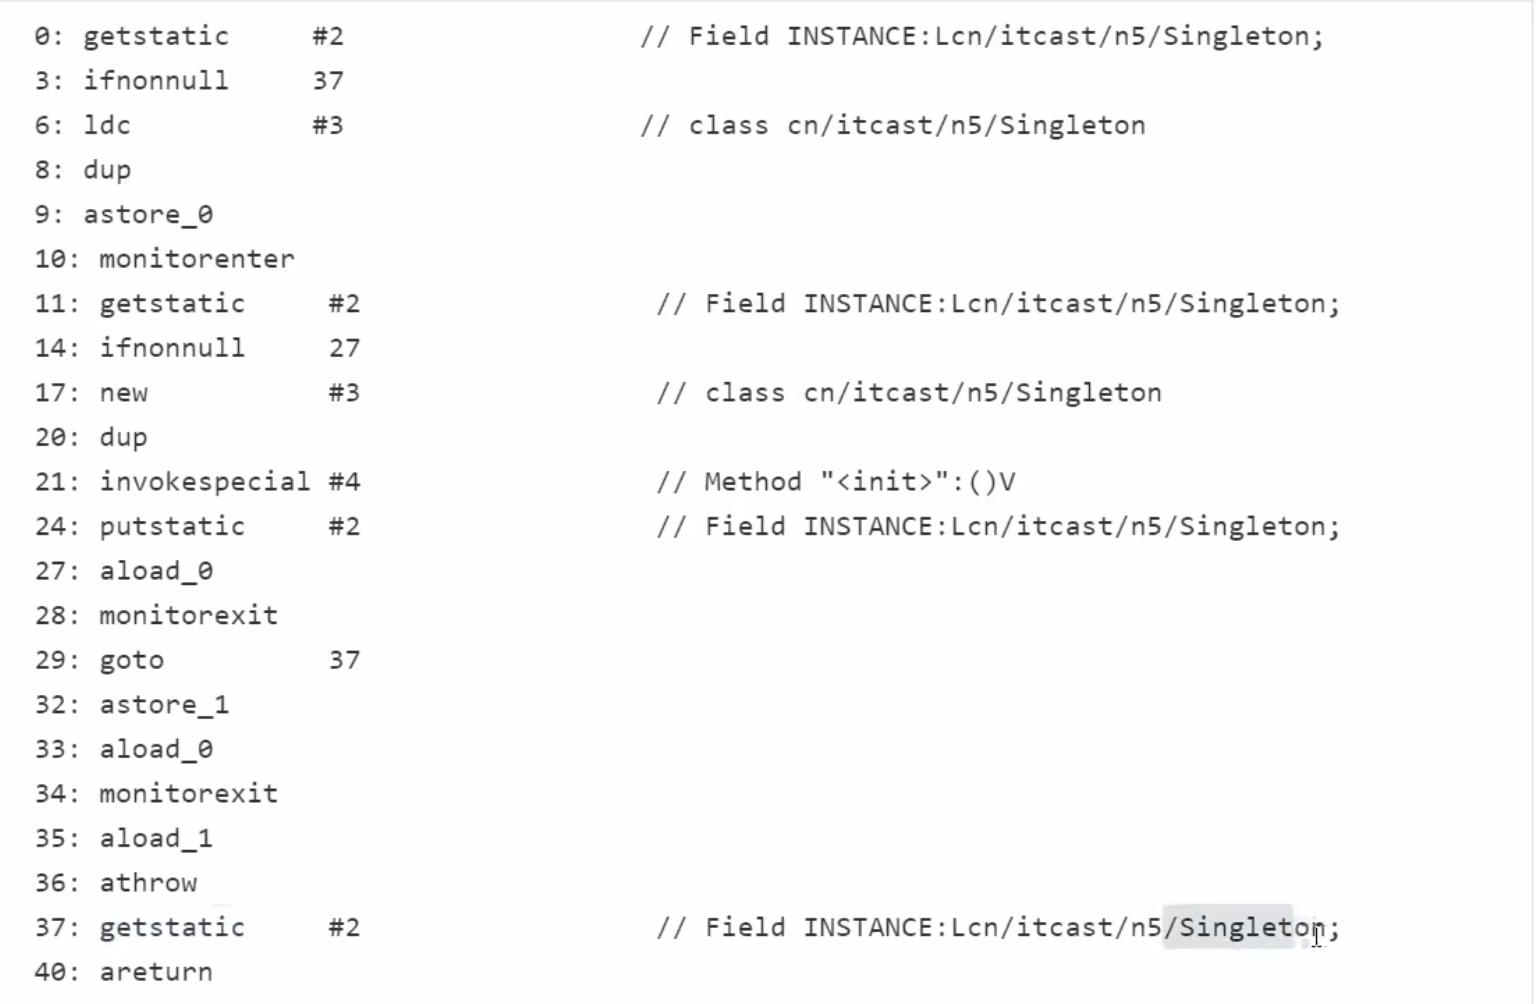 0: getstatic #2 // Field INSTANCE:Lcn/itcast/n5/Singleton;
3: ifnonnull 37
6: ldc #3 // class cn/itcast/n5/Singleton
8: dup
9: astore_0
10: monitorenter
11: getstatic #2 // Field INSTANCE:Lcn/itcast/n5/Singleton;
14: ifnonnull 27
17: new #3 // class cn/itcast/n5/Singleton
20: dup
21: invokespecial #4 // Method "<init>":()V
24: putstatic #2 // Field INSTANCE:Lcn/itcast/n5/Singleton;
27: aload_0
28: monitorexit
29: goto 37
32: astore_1
33: aload_0
34: monitorexit
35: aload_1
36: athrow
37: getstatic #2 // Field INSTANCE:Lcn/itcast/n5/Singleton;
40: areturn